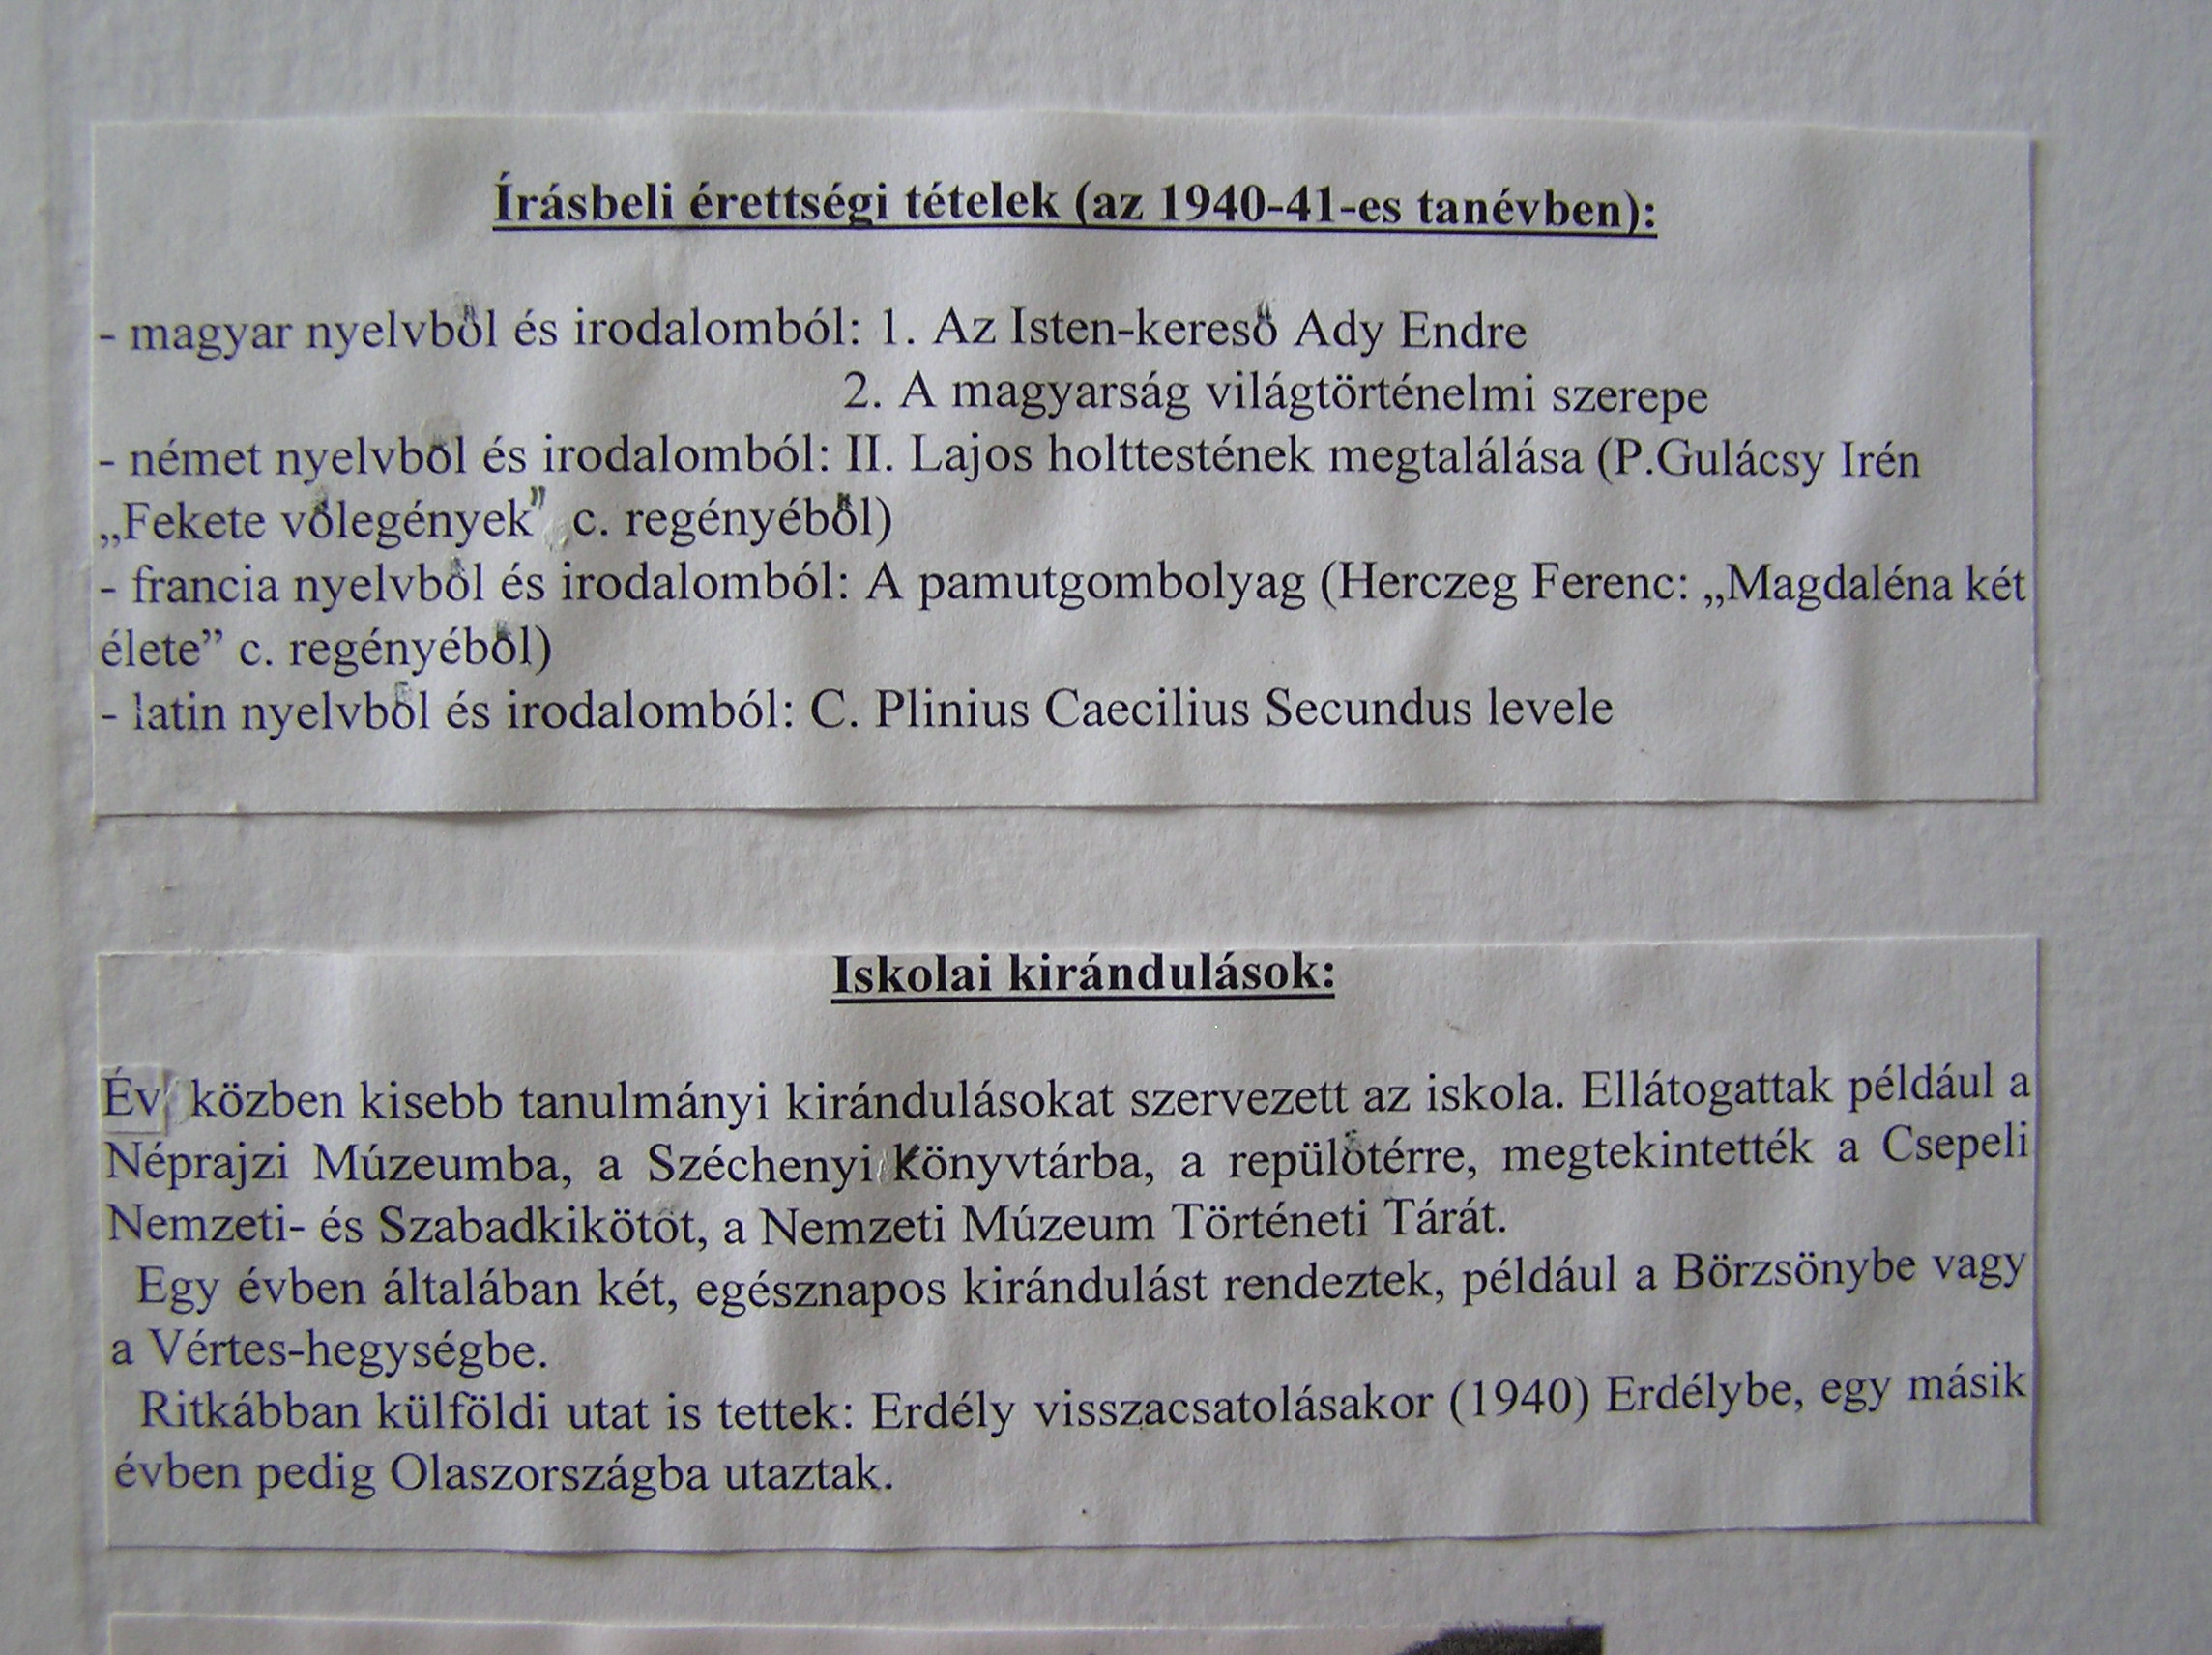 Írásbeli érettségi tételek (az 1940-41-es tanévben):
- magyar nyelvből és irodalomból: 1. Az Isten-kereső Ady Endre
2. A magyarság világtörténelmi szerepe
- német nyelvből és irodalomból: II. Lajos holttestének megtalálása (P.Gulácsy Irén
„Fekete vőlegények” c. regényéből)
- francia nyelvből és irodalomból: A pamutgombolyag (Herczeg Ferenc: „Magdaléna két
élete” c. regényéből)
- latin nyelvből és irodalomból: C. Plinius Caecilius Secundus levele
Iskolai kirándulások:
Év közben kisebb tanulmányi kirándulásokat szervezett az iskola. Ellátogattak például a
Néprajzi Múzeumba, a Széchenyi Könyvtárba, a repülőtérre, megtekintették a Csepeli
Nemzeti- és Szabadkikötőt, a Nemzeti Múzeum Történeti Tárát.
Egy évben általában két, egésznapos kirándulást rendeztek, például a Börzsönybe vagy
a Vértes-hegységbe.
Ritkábban külföldi utat is tettek: Erdély visszacsatolásakor (1940) Erdélybe, egy másik
évben pedig Olaszországba utaztak.